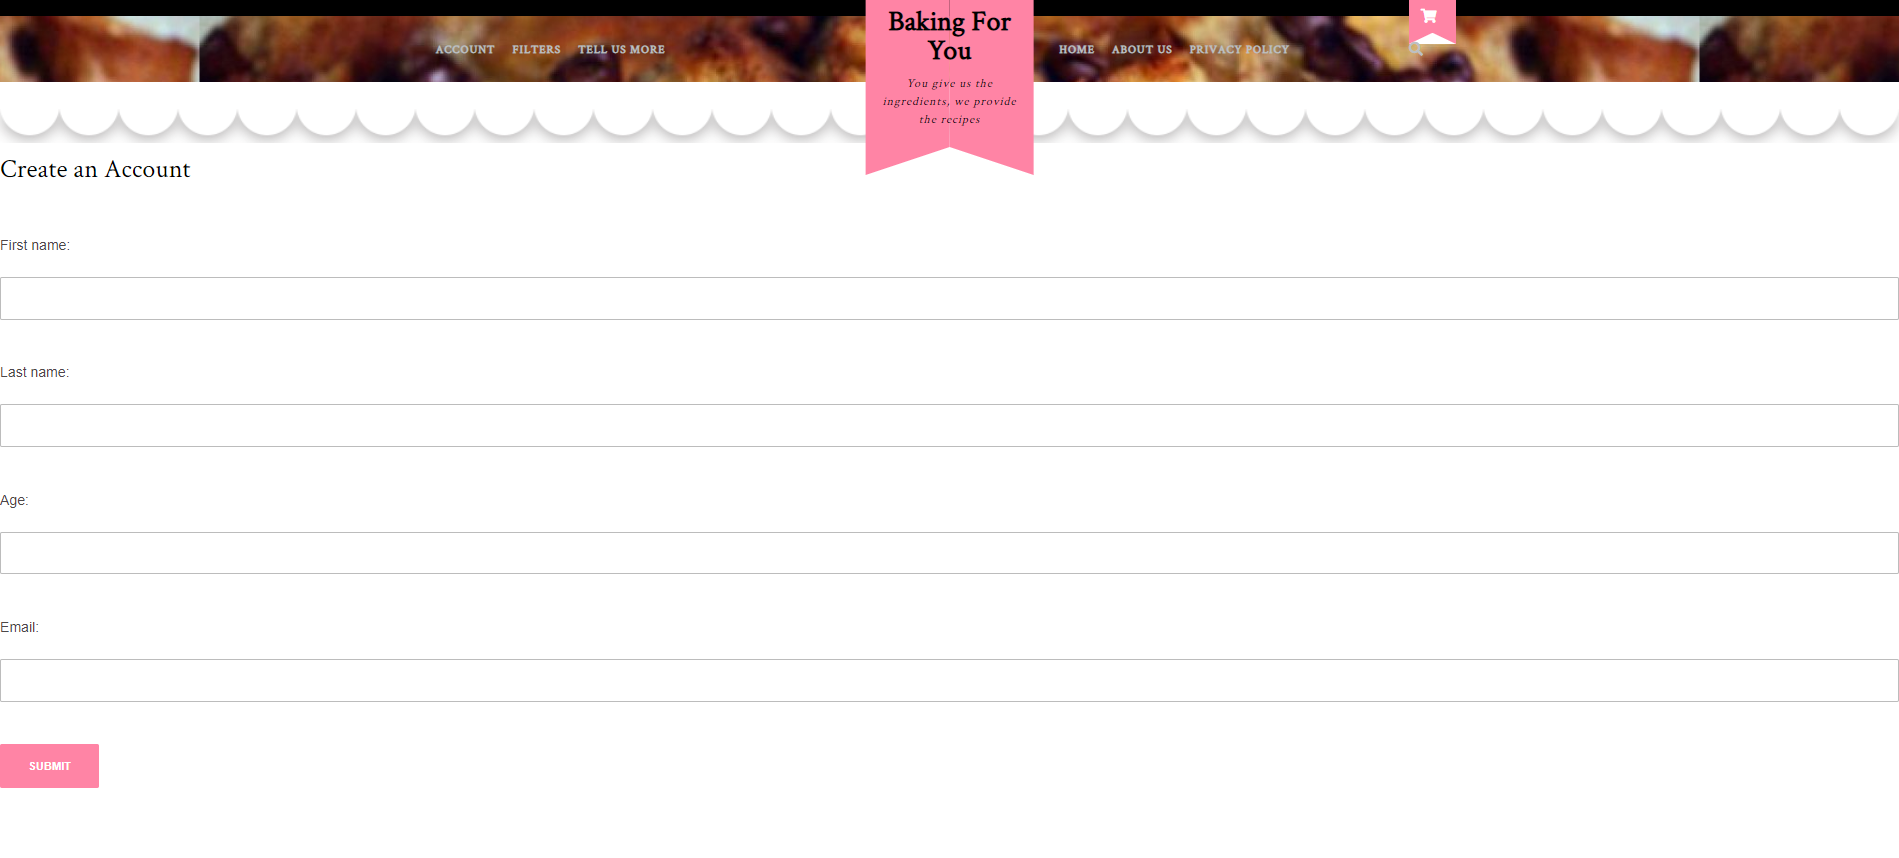 ACCOUNT FILTERS TELL US MORE
Baking For
You
You give us the
ingredients, we provide
the recipes
HOME ABOUT US PRIVACY POLICY
Create an Account
First name:
Last name:
Age:
Email:
SUBMIT